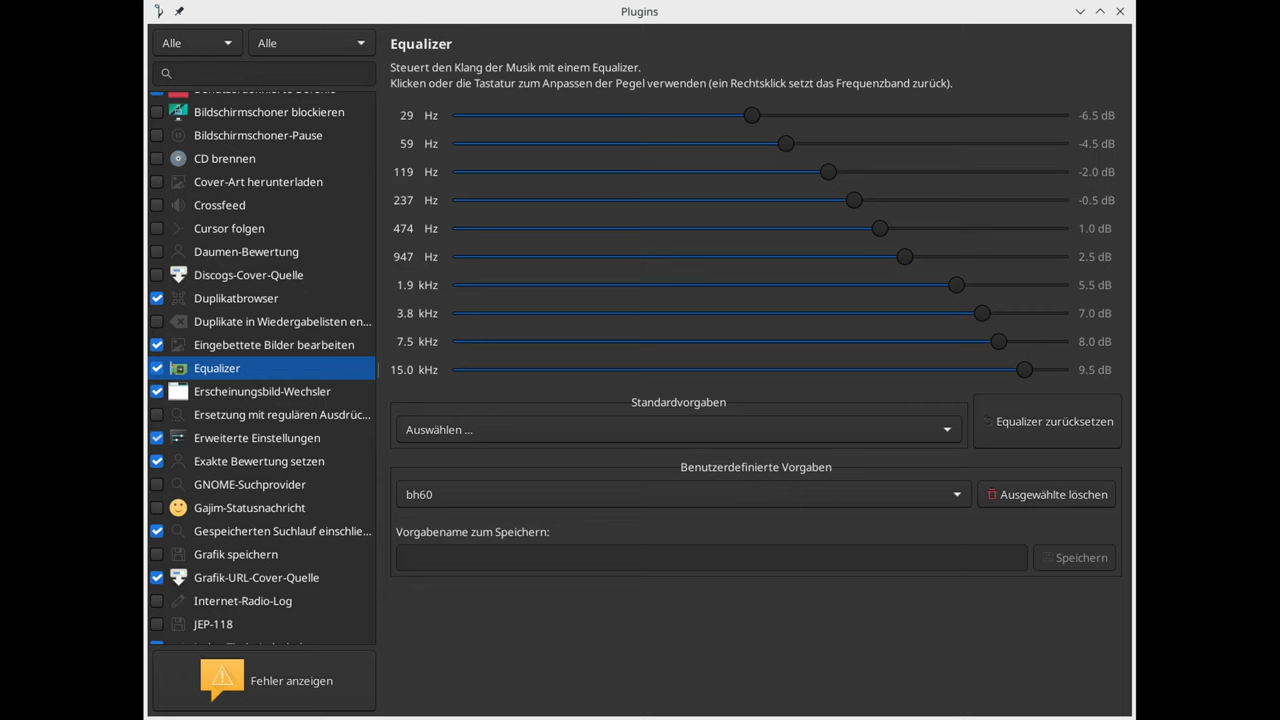 Plugins
Alle
Alle
Bildschirmschoner blockieren
Bildschirmschoner-Pause
CD brennen
Cover-Art herunterladen
Crossfeed
Cursor folgen
Daumen-Bewertung
Discogs-Cover-Quelle
Duplikatbrowser
Duplikate in Wiedergabelisten en...
Eingebettete Bilder bearbeiten
Equalizer
Erscheinungsbild-Wechsler
Ersetzung mit regulären Ausdrüc...
Erweiterte Einstellungen
Exakte Bewertung setzen
GNOME-Suchprovider
Gajim-Statusnachricht
Gespeicherten Suchlauf einschlie...
Grafik speichern
Grafik-URL-Cover-Quelle
Internet-Radio-Log
JEP-118
Fehler anzeigen
Equalizer
Steuert den Klang der Musik mit einem Equalizer.
Klicken oder die Tastatur zum Anpassen der Pegel verwenden (ein Rechtsklick setzt das Frequenzband zurück).
29 Hz -6.5 dB
59 Hz -4.5 dB
119 Hz -2.0 dB
237 Hz -0.5 dB
474 Hz 1.0 dB
947 Hz 2.5 dB
1.9 kHz 5.5 dB
3.8 kHz 7.0 dB
7.5 kHz 8.0 dB
15.0 kHz 9.5 dB
Standardvorgaben
Auswählen ...
Equalizer zurücksetzen
Benutzerdefinierte Vorgaben
bh60
Ausgewählte löschen
Vorgabename zum Speichern:
Speichern